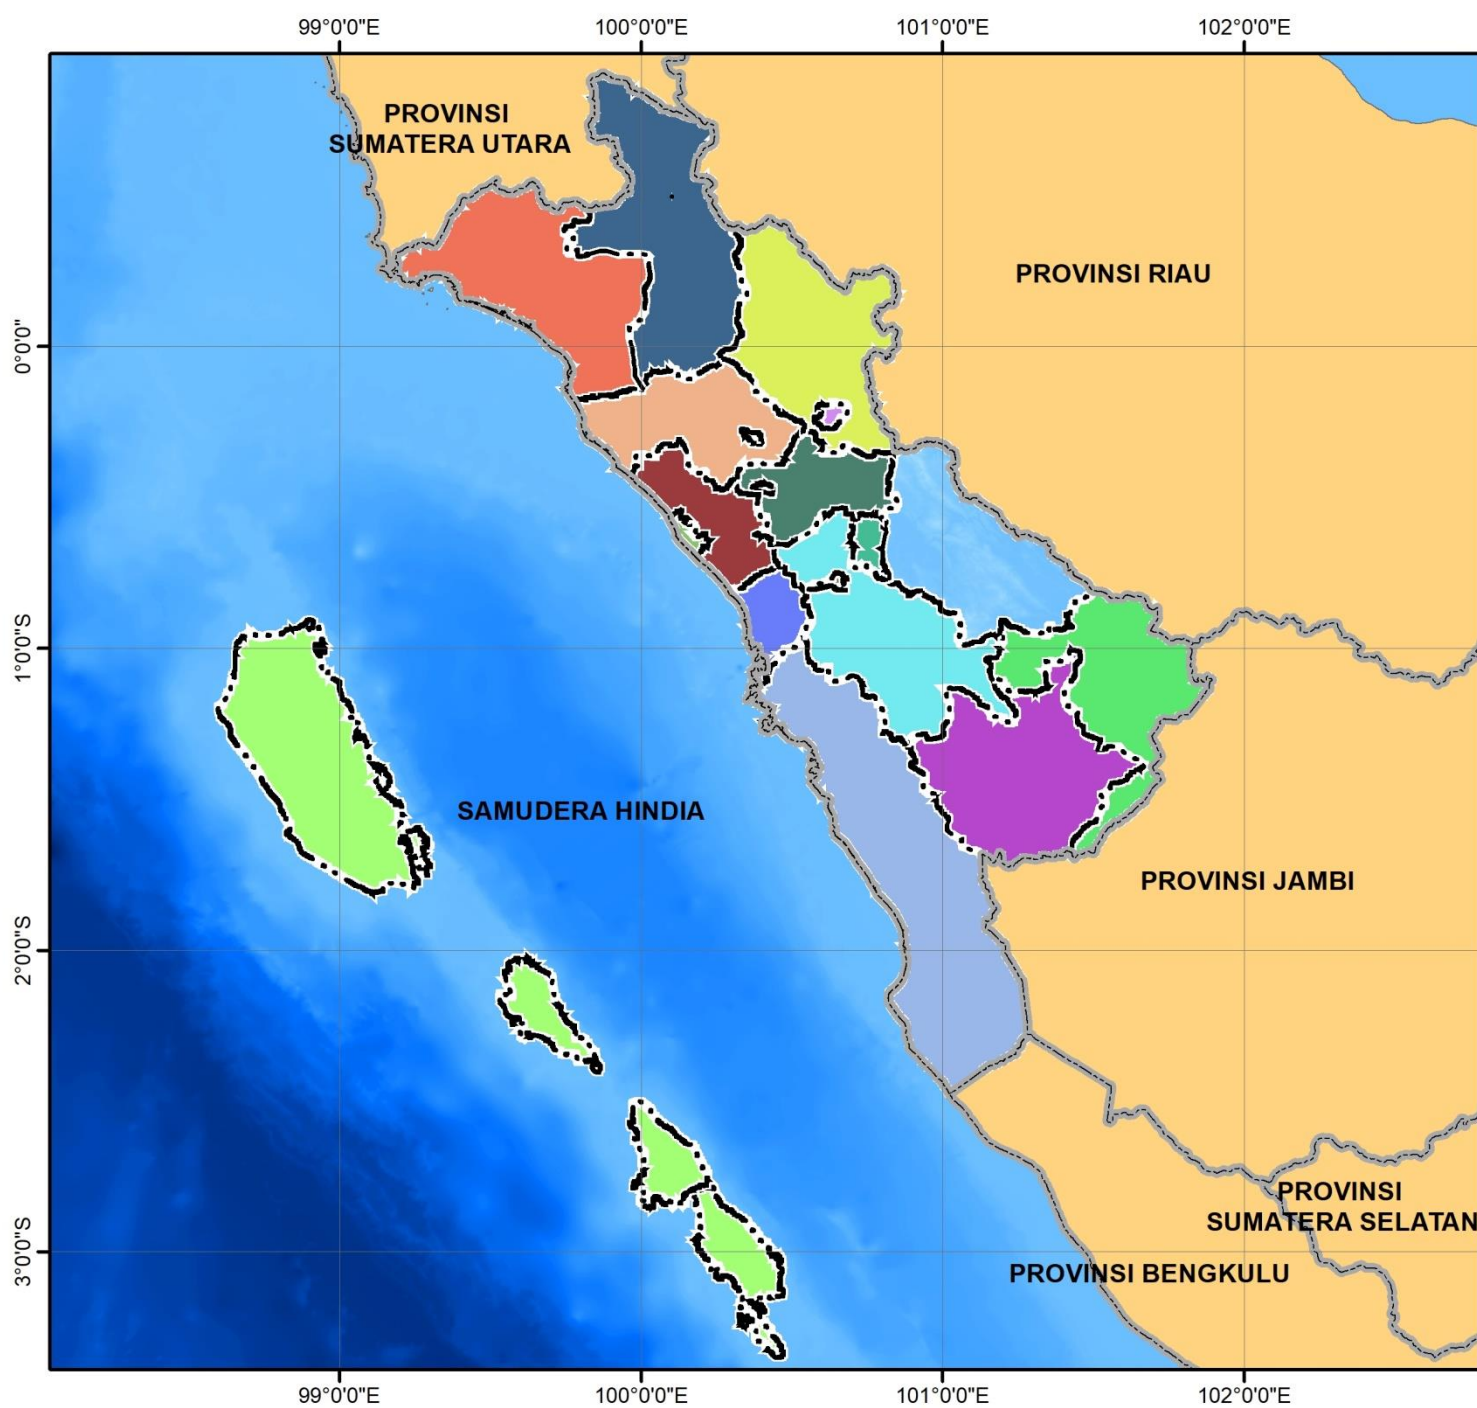 99°0'0"E
100°0'0"E
101°0'0"E
102°0'0"E
PROVINSI
SUMATERA UTARA
PROVINSI RIAU
0°0'0"
1°0'0"S
SAMUDERA HINDIA
PROVINSI JAMBI
2°0'0"S
PROVINSI
SUMATERA SELATAN
3°0'0"S
PROVINSI BENGKULU
99°0'0"E
100°0'0"E
101°0'0"E
102°0'0"E